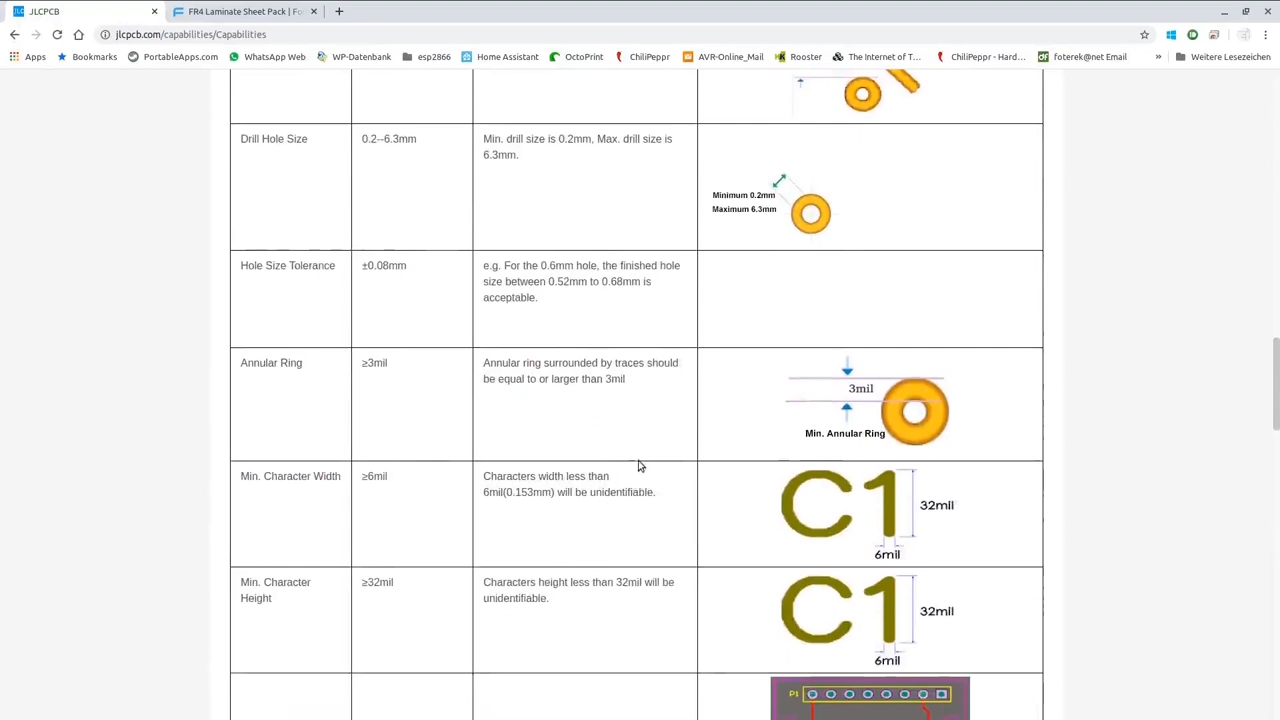 JLCPCB
FR4 Laminate Sheet Pack | Fo
jlcpcb.com/capabilities/Capabilities
Apps Bookmarks PortableApps.com WhatsApp Web WP-Datenbank esp2866 Home Assistant OctoPrint ChiliPeppr AVR-Online_Mail Rooster The Internet of T... ChiliPeppr - Hard... foterek@net Email » Weitere Lesezeichen
Drill Hole Size
0.2--6.3mm
Min. drill size is 0.2mm, Max. drill size is
6.3mm.
Minimum 0.2mm
Maximum 6.3mm
Hole Size Tolerance
±0.08mm
e.g. For the 0.6mm hole, the finished hole
size between 0.52mm to 0.68mm is
acceptable.
Annular Ring
≥3mil
Annular ring surrounded by traces should
be equal to or larger than 3mil
3mil
Min. Annular Ring
Min. Character Width
≥6mil
Characters width less than
6mil(0.153mm) will be unidentifiable.
C1
32mil
6mil
Min. Character
Height
≥32mil
Characters height less than 32mil will be
unidentifiable.
C1
32mil
6mil
P1